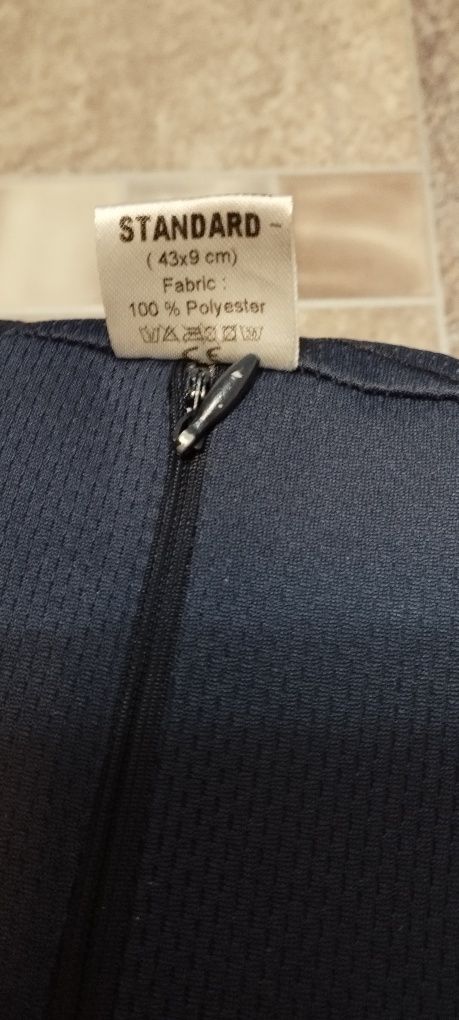 STANDARD -
( 43x9 cm)
Fabric :
100 % Polyester
CE